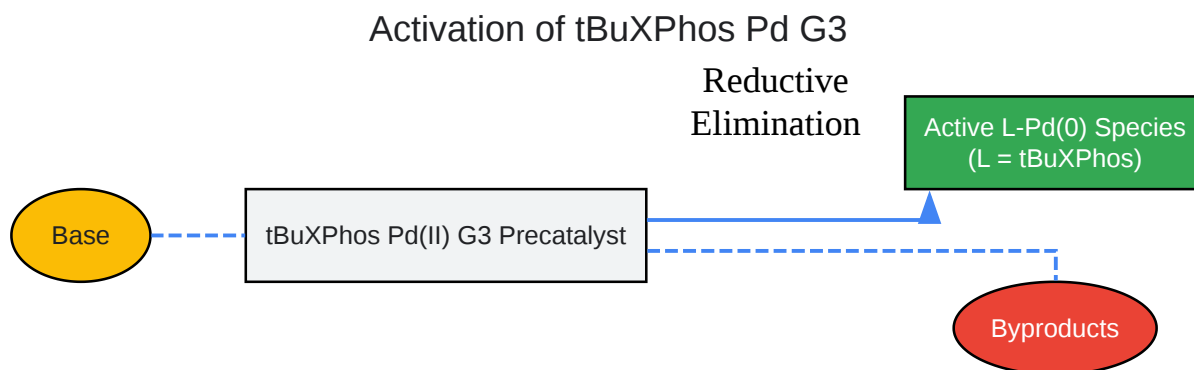 Activation of tBuXPhos Pd G3
Reductive
Elimination
Active L-Pd(0) Species
(L = tBuXPhos)
Base
tBuXPhos Pd(II) G3 Precatalyst
Byproducts